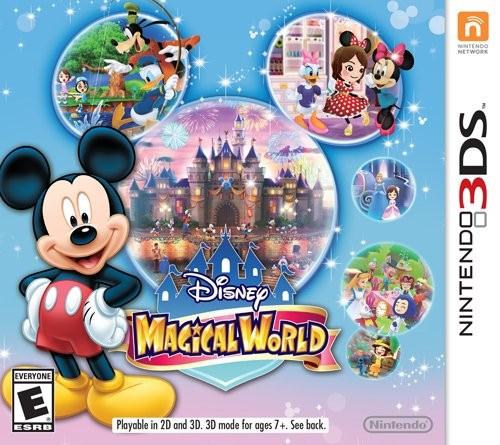 NINTENDO
NETWORK
NINTENDO 3DS™
Disney
MAGICAL WORLD
EVERYONE
E
ESRB
Playable in 2D and 3D. 3D mode for ages 7+. See back.
Nintendo